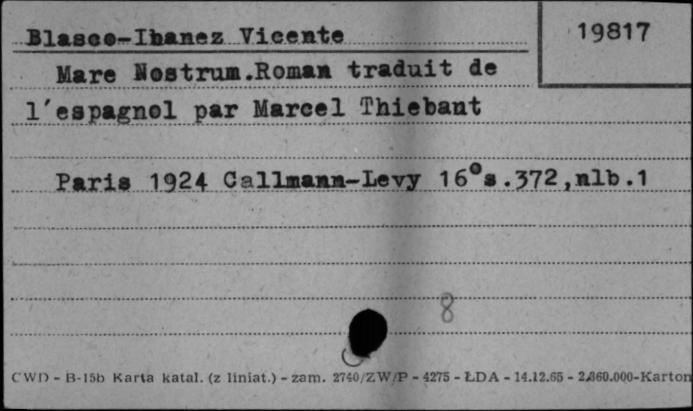 Blasco-Ibanez Vicente
19817
Mare Nostrum.Roman traduit de
l'espagnol par Marcel Thiebaut
Paris 1924 Callmann-Levy 16°s.372,nlb.1
8
CWD - B-15b Karta katal. (z liniat.) - zam. 2740/ZW/P - 4275 - ŁDA - 14.12.65 - 2.860.000-Karton